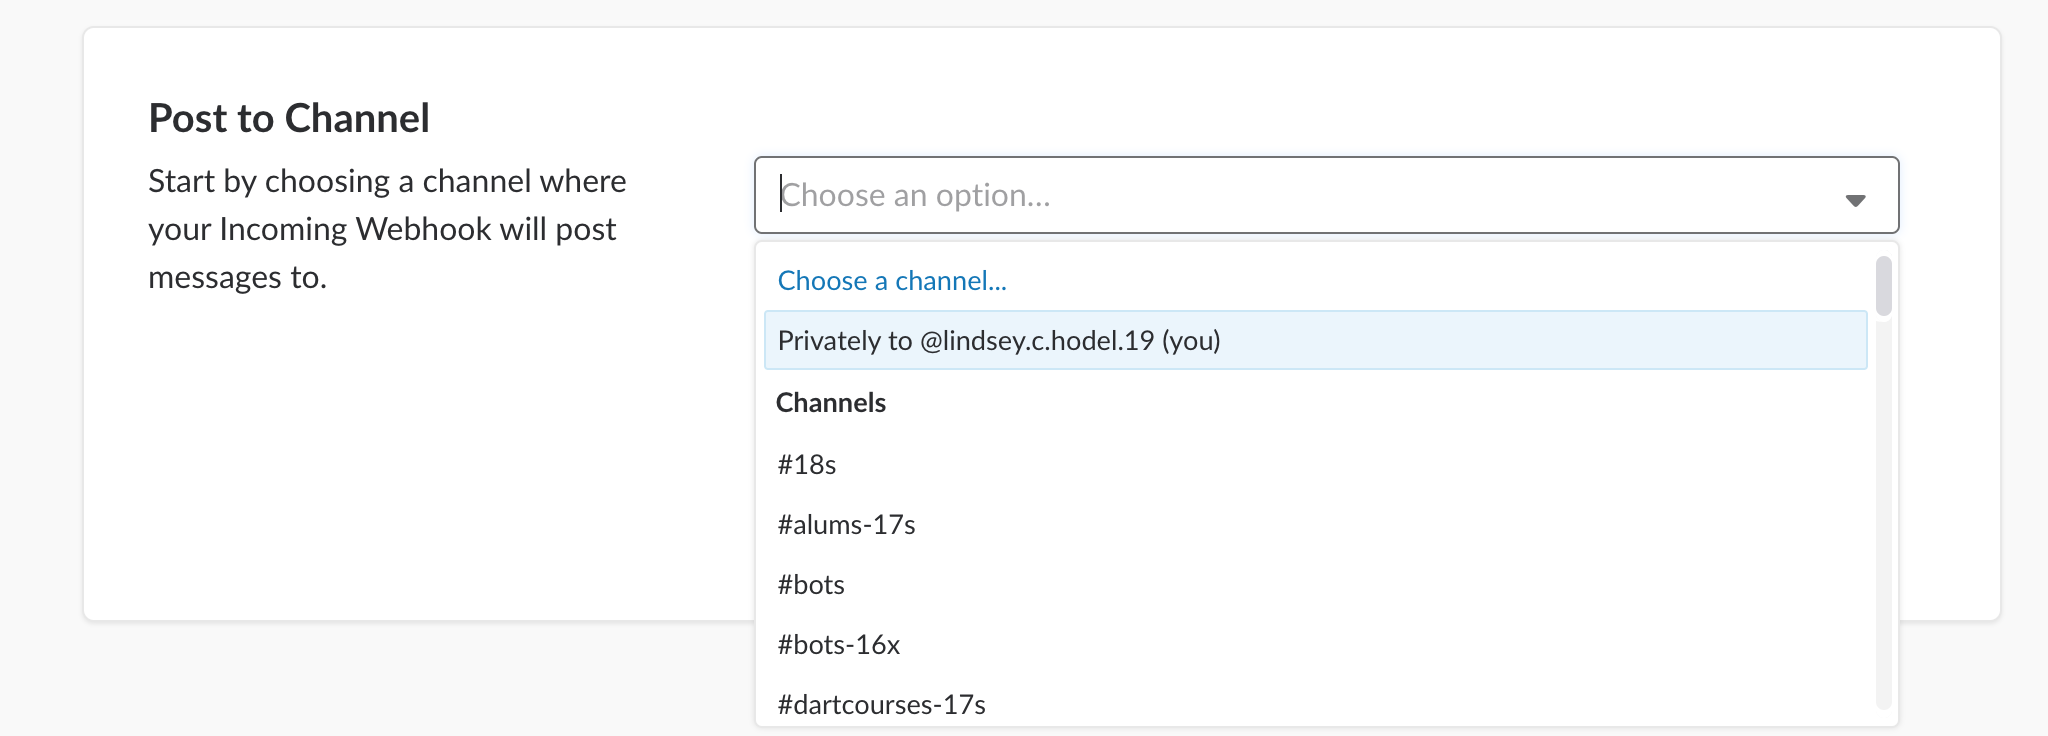 Post to Channel
Start by choosing a channel where
your Incoming Webhook will post
messages to.
Choose an option...
Choose a channel...
Privately to @lindsey.c.hodel.19 (you)
Channels
#18s
#alums-17s
#bots
#bots-16x
#dartcourses-17s